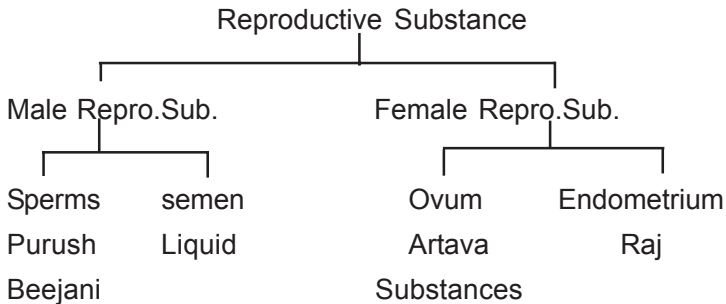 Reproductive Substance
Male Repro.Sub. Female Repro.Sub.
Sperms semen Ovum Endometrium
Purush Liquid Artava Raj
Beejani Substances